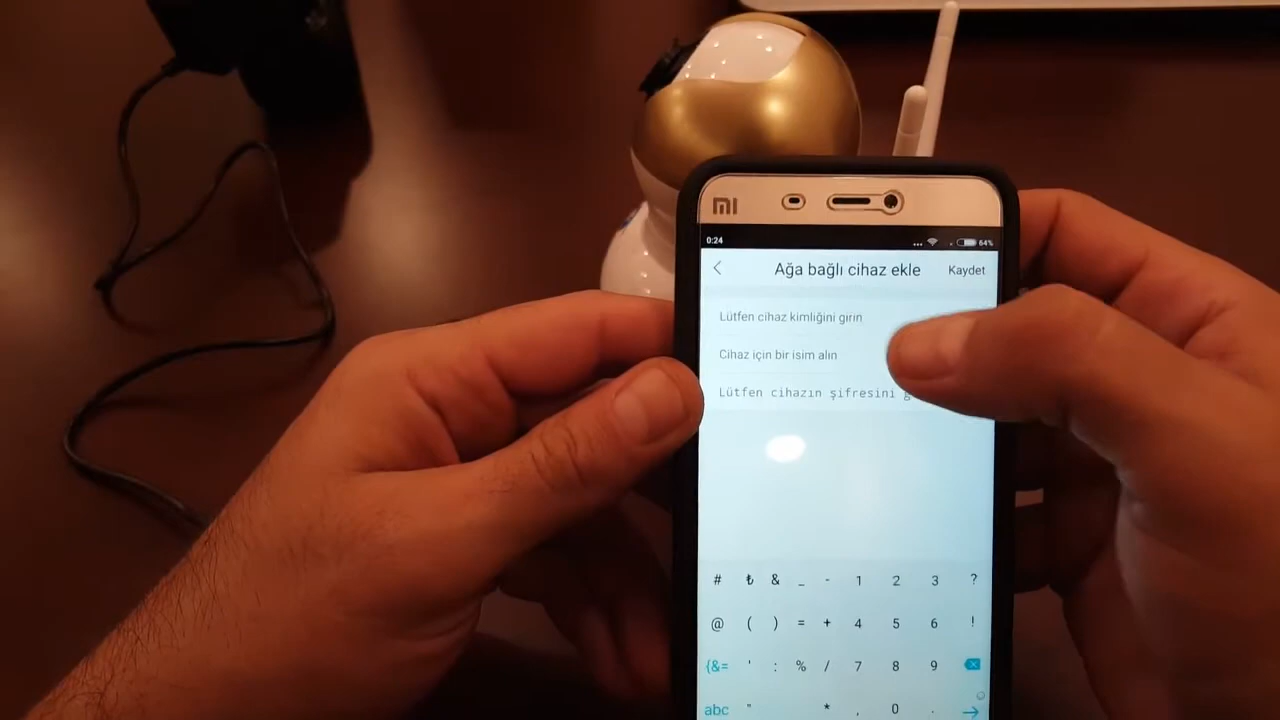 mi
0:24 64%
Ağa bağlı cihaz ekle Kaydet
Lütfen cihaz kimliğini girin
Cihaz için bir isim alın
Lütfen cihazın şifresini
# ₺ & _ - 1 2 3 ?
@ ( ) = + 4 5 6 !
{&= ' : % / 7 8 9
abc " * , 0 .